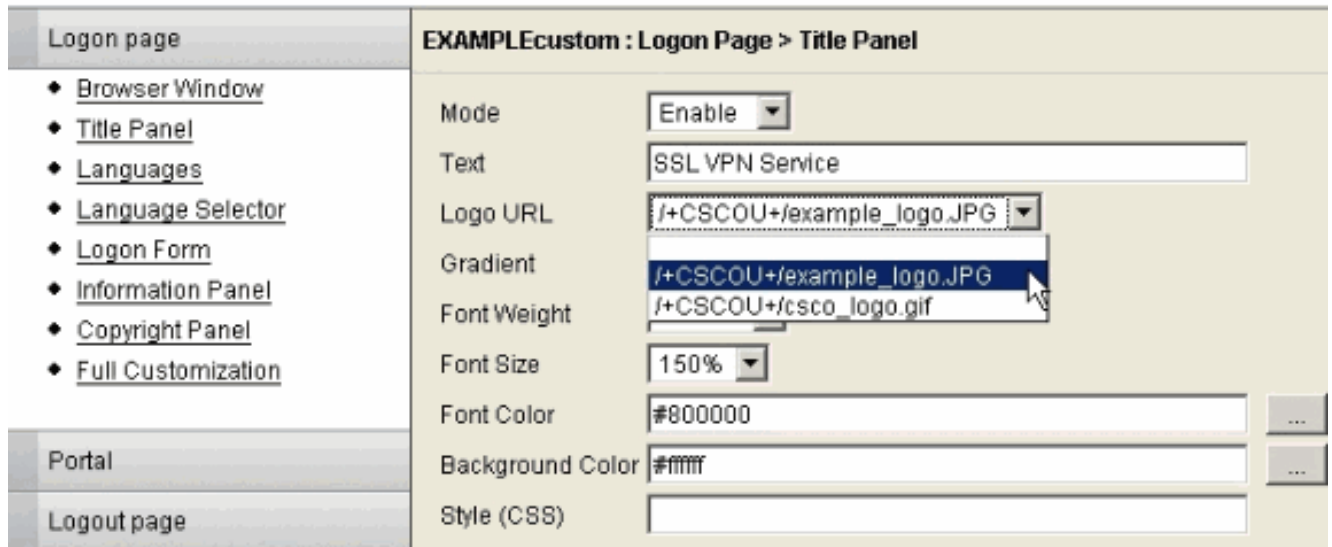 Logon page
Browser Window
Title Panel
Languages
Language Selector
Logon Form
Information Panel
Copyright Panel
Full Customization
Portal
Logout page
EXAMPLEcustom : Logon Page > Title Panel
Mode Enable
Text SSL VPN Service
Logo URL /+CSCOU+/example_logo.JPG
/+CSCOU+/example_logo.JPG
/+CSCOU+/csco_logo.gif
Gradient
Font Weight
Font Size 150%
Font Color #800000 ...
Background Color #ffffff ...
Style (CSS)